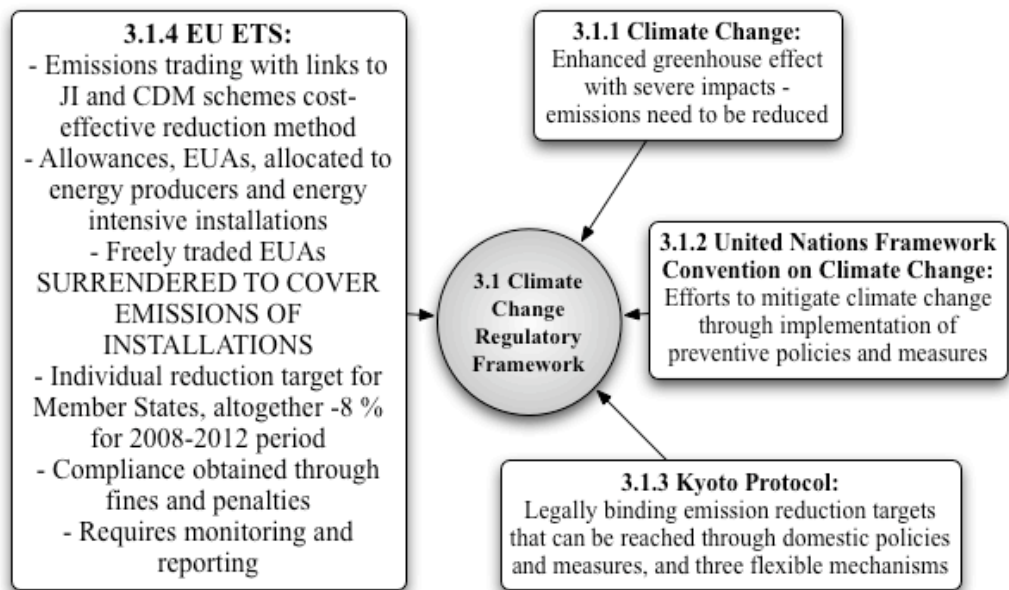 3.1.4 EU ETS:
- Emissions trading with links to
JI and CDM schemes cost-
effective reduction method
- Allowances, EUAs, allocated to
energy producers and energy
intensive installations
- Freely traded EUAs
SURRENDERED TO COVER
EMISSIONS OF
INSTALLATIONS
- Individual reduction target for
Member States, altogether -8 %
for 2008-2012 period
- Compliance obtained through
fines and penalties
- Requires monitoring and
reporting
3.1.1 Climate Change:
Enhanced greenhouse effect
with severe impacts -
emissions need to be reduced
3.1 Climate
Change
Regulatory
Framework
3.1.2 United Nations Framework
Convention on Climate Change:
Efforts to mitigate climate change
through implementation of
preventive policies and measures
3.1.3 Kyoto Protocol:
Legally binding emission reduction targets
that can be reached through domestic policies
and measures, and three flexible mechanisms